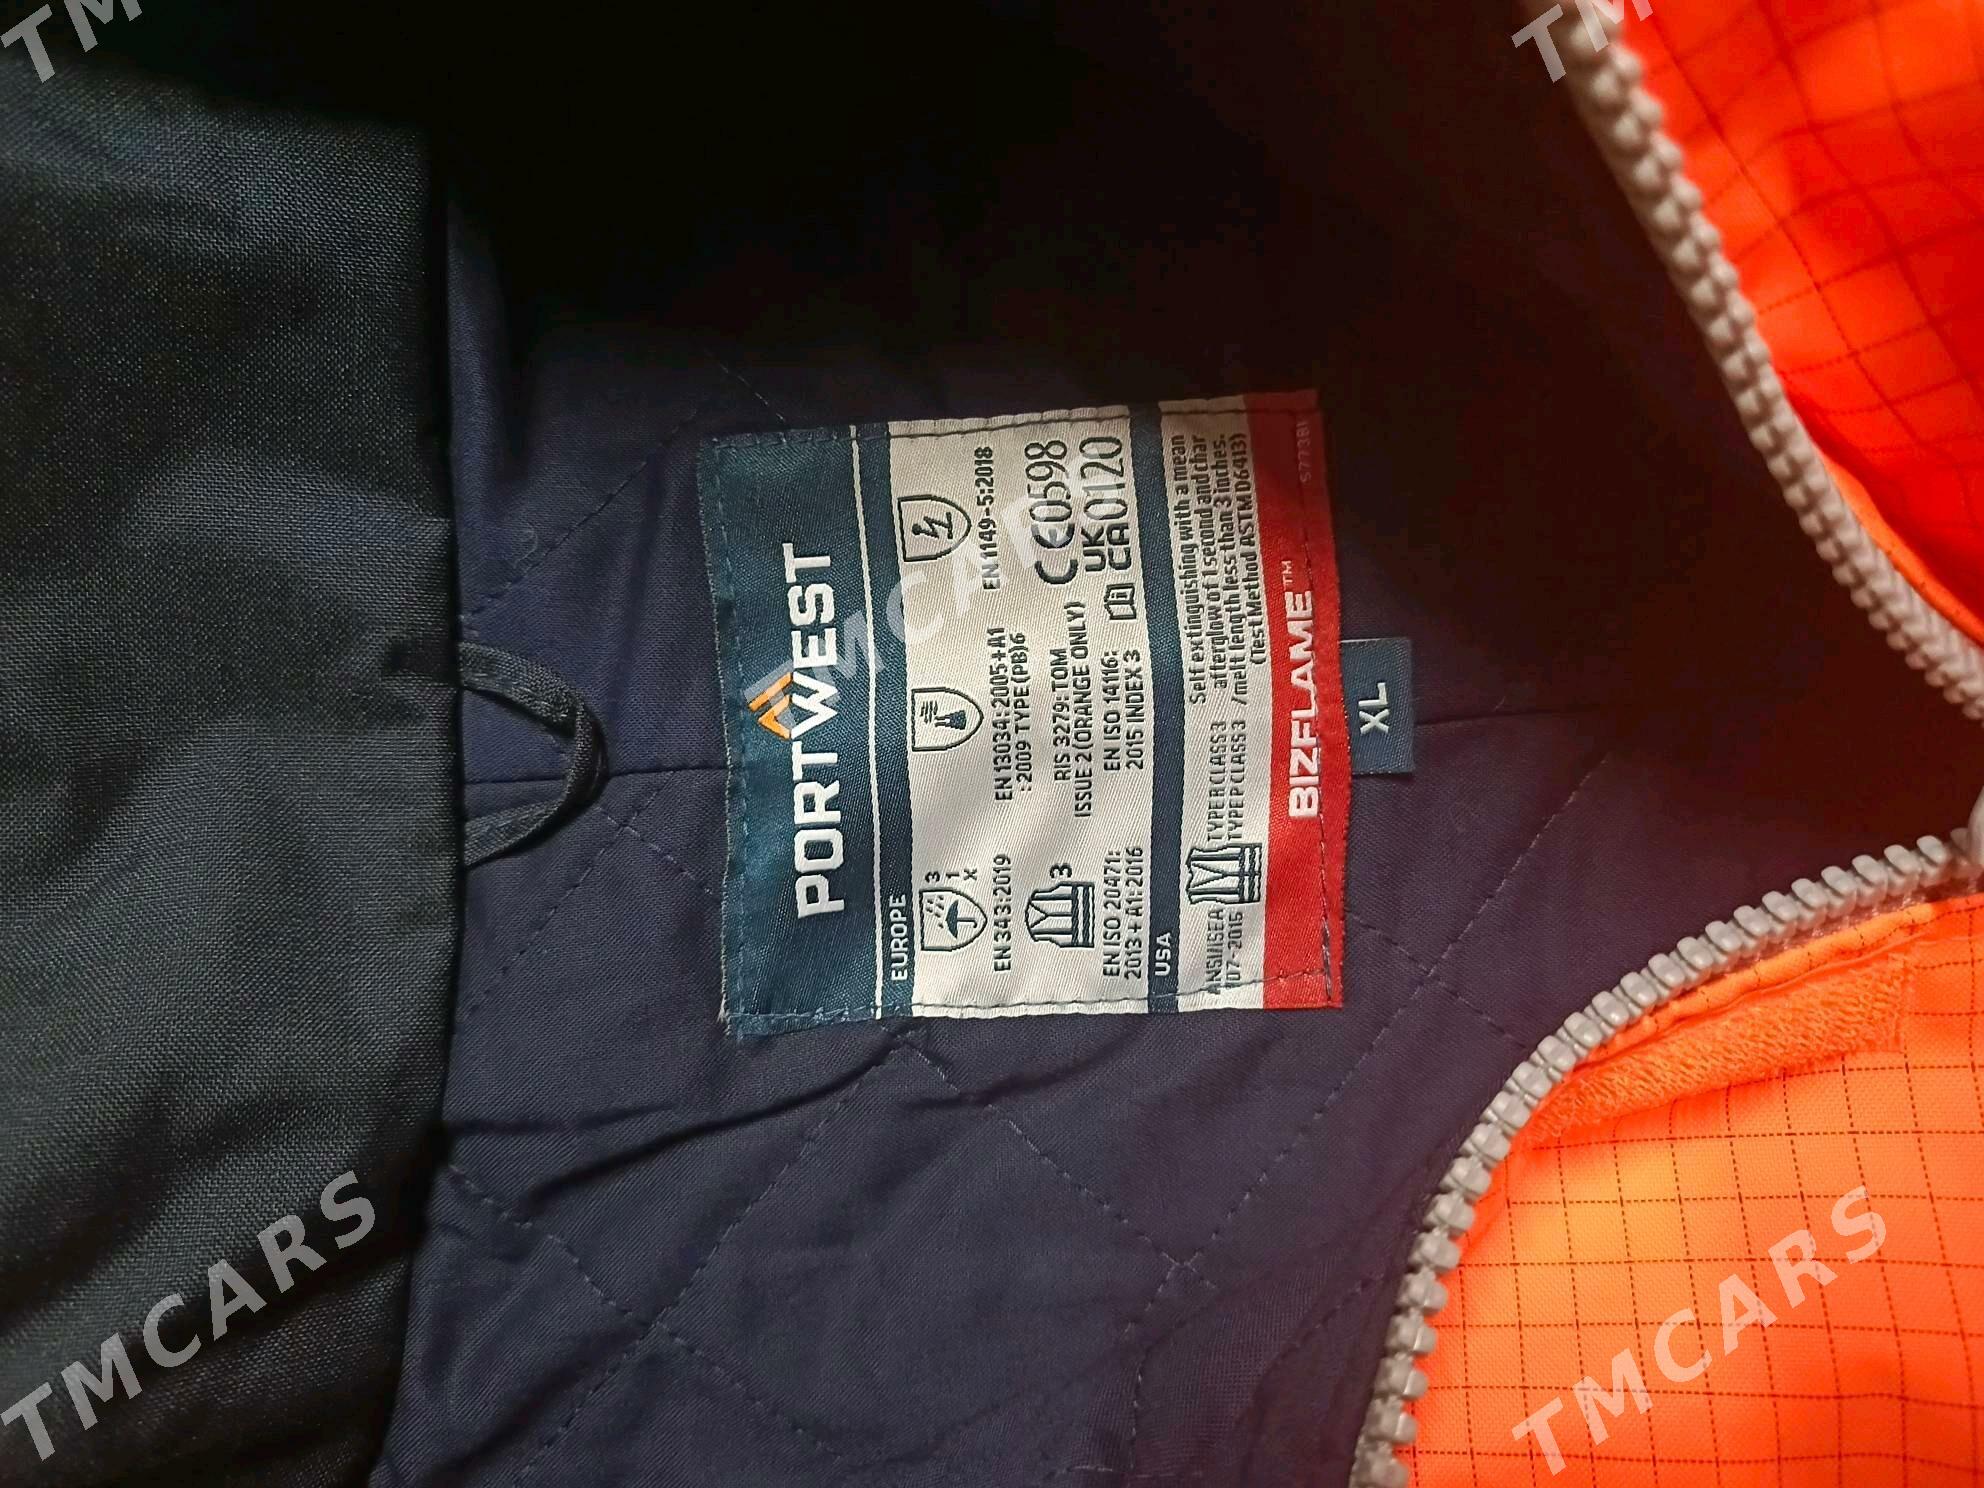 PORTWEST
EUROPE
3
1
X
EN 343:2019
EN 13034:2005+A1
:2009 TYPE(PB)6
EN 1149-5:2018
3
RIS 3279:TOM
ISSUE 2 (ORANGE ONLY)
CE0598
UK
CA0120
EN ISO 20471:
2013+A1:2016
EN ISO 14116:
2015 INDEX 3
USA
ANSI/ISEA
107-2015
TYPE R CLASS 3
TYPE P CLASS 3
Self extinguishing with a mean
afterglow of 1 second and char
/melt length less than 3 inches.
(Test Method ASTM D6413)
BIZFLAME™
S773BI
XL
TMCARS
TMCARS
TMCARS